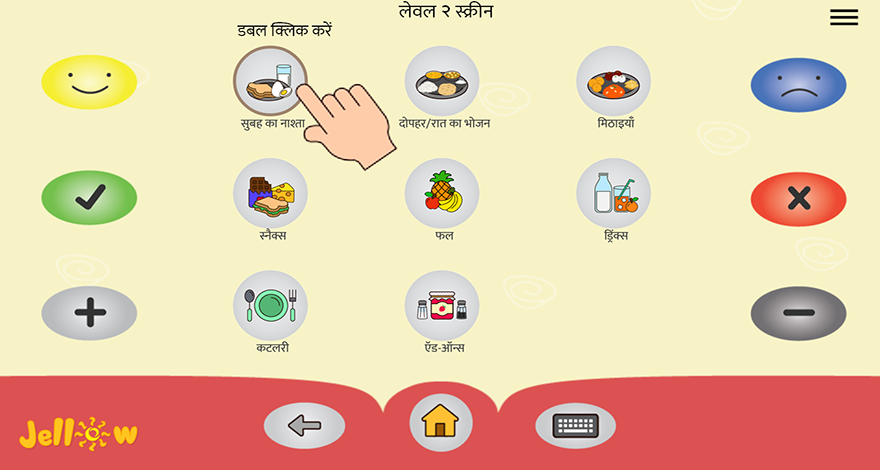 लेवल २ स्क्रीन
डबल क्लिक करें
सुबह का नाश्ता
दोपहर/रात का भोजन
मिठाइयाँ
स्नैक्स
फल
ड्रिंक्स
कटलरी
ऍड-ऑन्स
Jellow